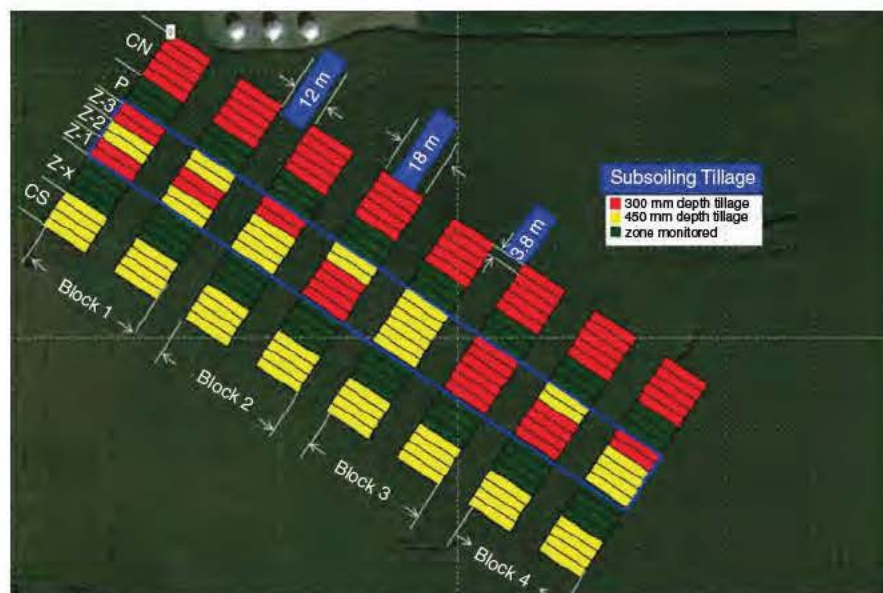 0
CN
P
Z-3
Z-2
Z-1
Z-x
CS
12 m
18 m
3.8 m
Subsoiling Tillage
300 mm depth tillage
450 mm depth tillage
zone monitored
Block 1
Block 2
Block 3
Block 4